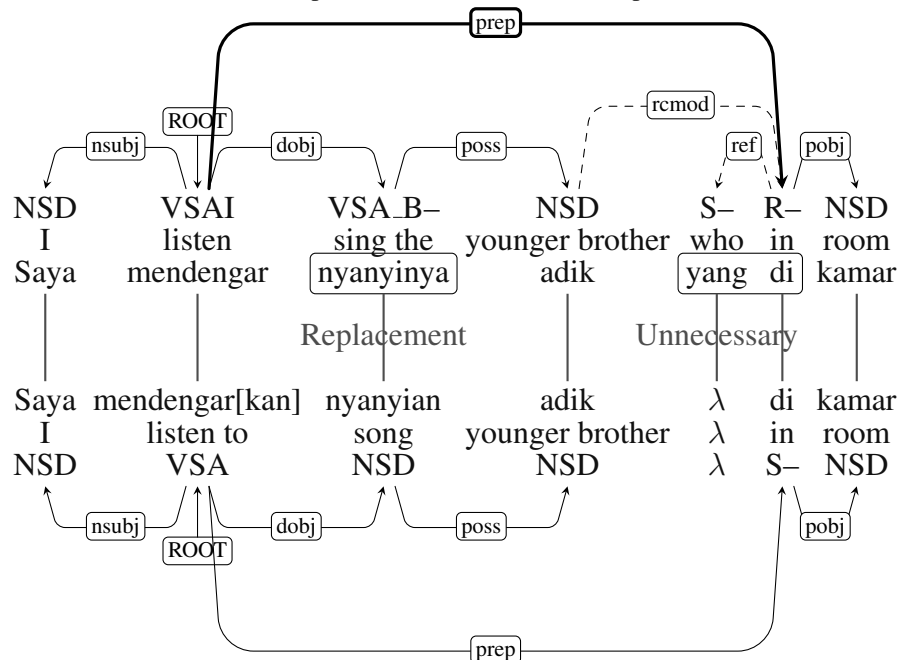 prep
rcmod
ROOT
nsubj dobj poss ref pobj
NSD VSAI VSA_B– NSD S– R– NSD
I listen sing the younger brother who in room
Saya mendengar nyanyinya adik yang di kamar
Replacement Unnecessary
Saya mendengar[kan] nyanyian adik λ di kamar
I listen to song younger brother λ in room
NSD VSA NSD NSD λ S– NSD
nsubj dobj poss pobj
ROOT
prep